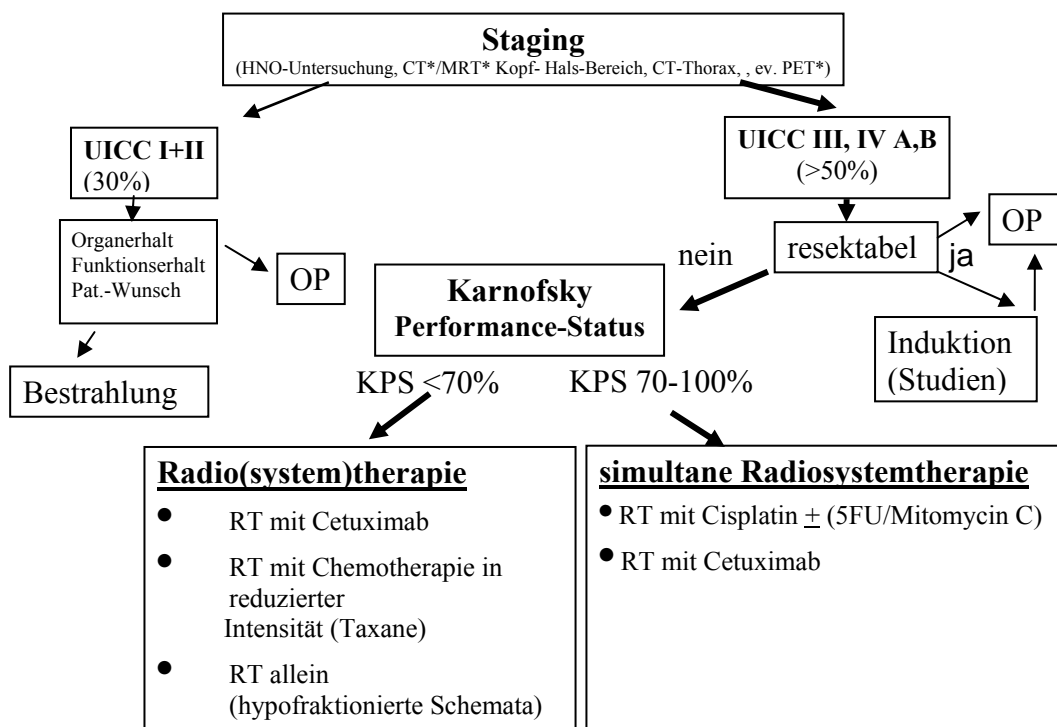 Staging
(HNO-Untersuchung, CT*/MRT* Kopf- Hals-Bereich, CT-Thorax, , ev. PET*)
UICC I+II
(30%)
UICC III, IV A,B
(>50%)
Organerhalt
Funktionserhalt
Pat.-Wunsch
OP
Bestrahlung
resektabel
nein
ja
OP
Induktion
(Studien)
Karnofsky
Performance-Status
KPS <70%
KPS 70-100%
Radio(system)therapie
● RT mit Cetuximab
● RT mit Chemotherapie in
reduzierter
Intensität (Taxane)
● RT allein
(hypofraktionierte Schemata)
simultane Radiosystemtherapie
● RT mit Cisplatin + (5FU/Mitomycin C)
● RT mit Cetuximab